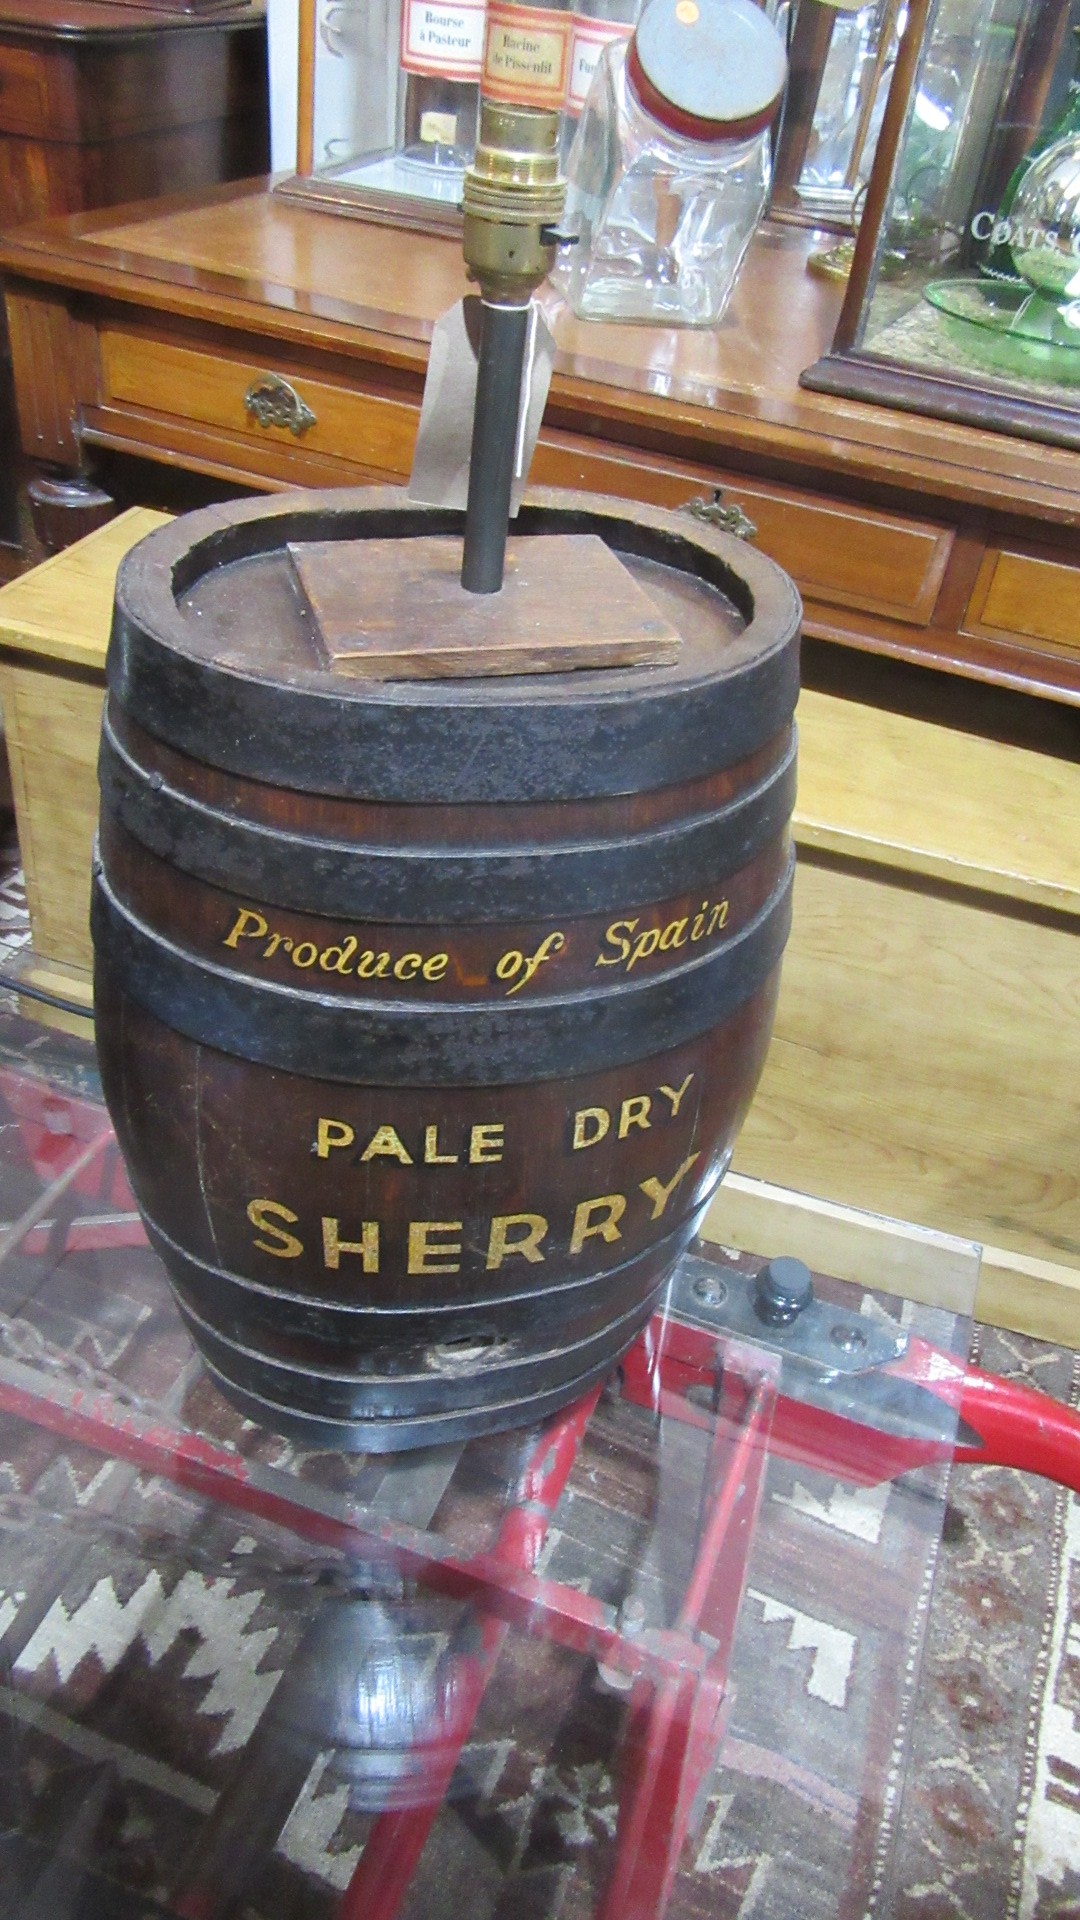 Bourse
à Pasteur
Racine
de Pissenlit
COATS
Produce of Spain
PALE DRY
SHERRY